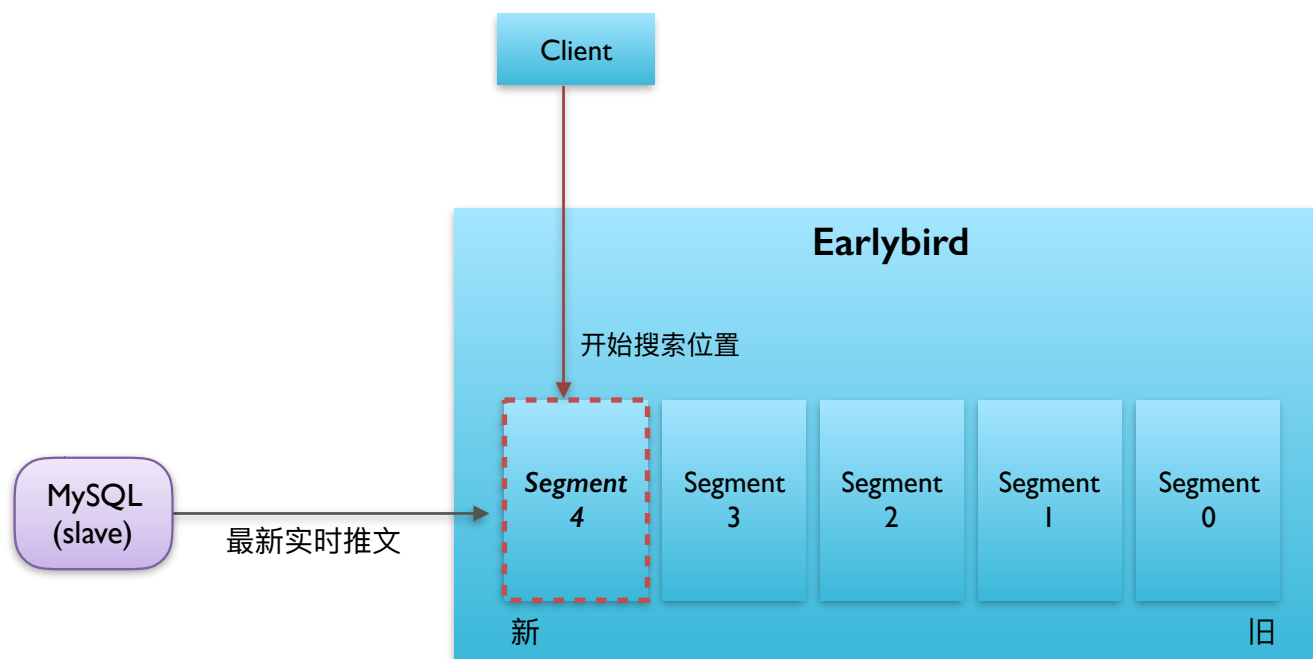 Client
Earlybird
开始搜索位置
Segment
4
Segment
3
Segment
2
Segment
1
Segment
0
MySQL
(slave)
最新实时推文
新
旧